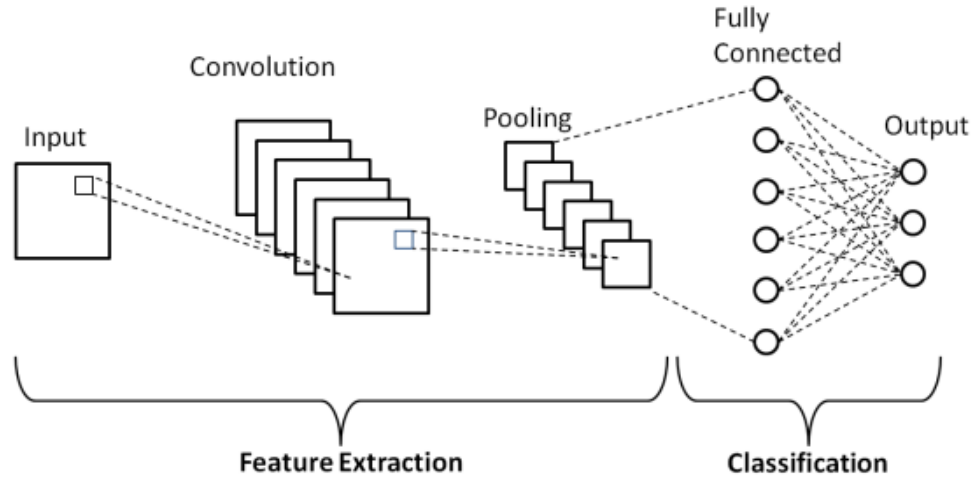 Input
Convolution
Pooling
Fully
Connected
Output
Feature Extraction
Classification